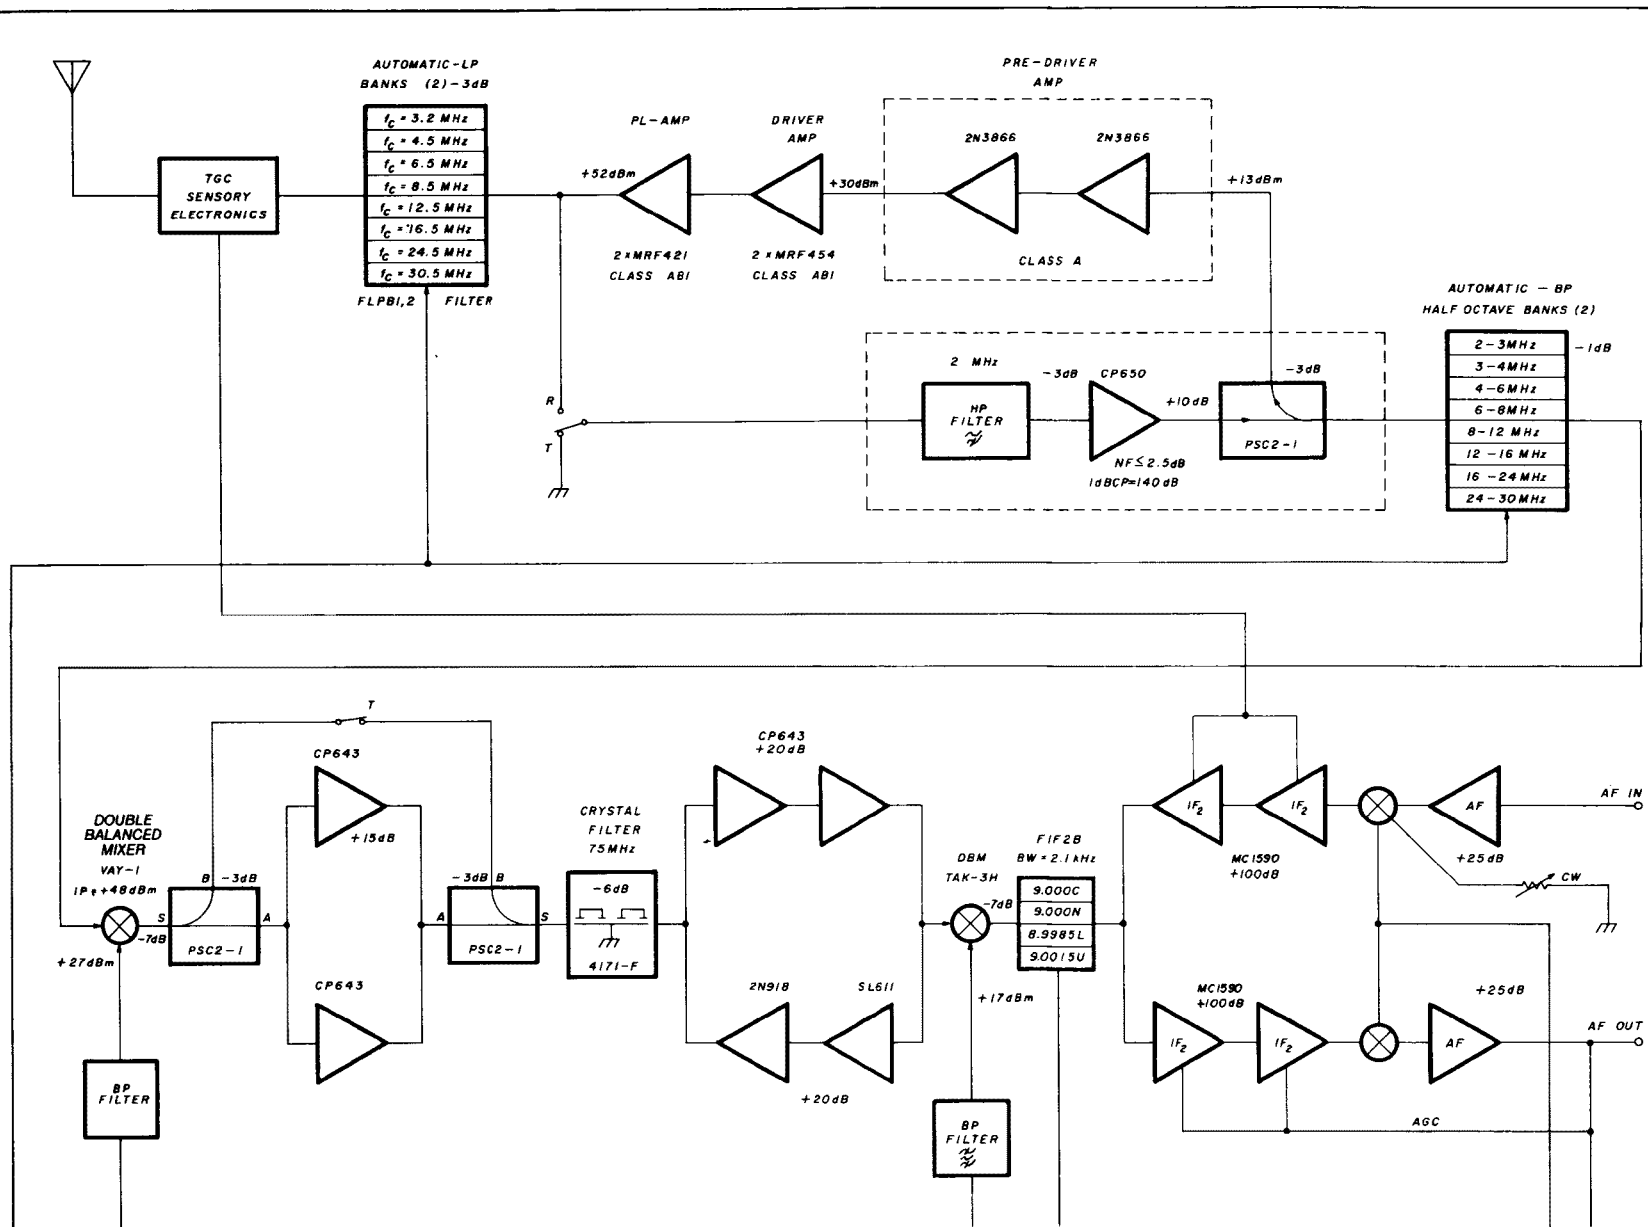 AUTOMATIC-LP
BANKS (2)-3dB
fC = 3.2 MHz
fC = 4.5 MHz
fC = 6.5 MHz
fC = 8.5 MHz
fC = 12.5 MHz
fC = 16.5 MHz
fC = 24.5 MHz
fC = 30.5 MHz
FLPB1,2 FILTER
TGC
SENSORY
ELECTRONICS
+52dBm
PL-AMP
2×MRF421
CLASS AB1
DRIVER
AMP
2×MRF454
CLASS AB1
+30dBm
PRE-DRIVER
AMP
2N3866
2N3866
CLASS A
+13dBm
R
T
2 MHz
HP
FILTER
-3dB
CP650
NF≤2.5dB
1dBCP=140dB
+10dB
-3dB
PSC2-1
AUTOMATIC - BP
HALF OCTAVE BANKS (2)
2-3MHz
3-4MHz
4-6MHz
6-8MHz
8-12 MHz
12-16 MHz
16-24MHz
24-30MHz
-1dB
DOUBLE
BALANCED
MIXER
VAY-1
IP +48dBm
-7dB
+27dBm
BP
FILTER
S
B
-3dB
A
PSC2-1
T
CP643
+15dB
CP643
-3dB B
A
S
PSC2-1
CRYSTAL
FILTER
75MHz
-6dB
4171-F
CP643
+20dB
2N918
SL611
+20dB
DBM
TAK-3H
-7dB
+17dBm
BP
FILTER
FIF2B
BW=2.1 kHz
9.000C
9.000N
8.9985L
9.0015U
IF2
IF2
MC1590
+100dB
AF
+25dB
AF IN
CW
MC1590
+100dB
IF2
IF2
AF
+25dB
AF OUT
AGC